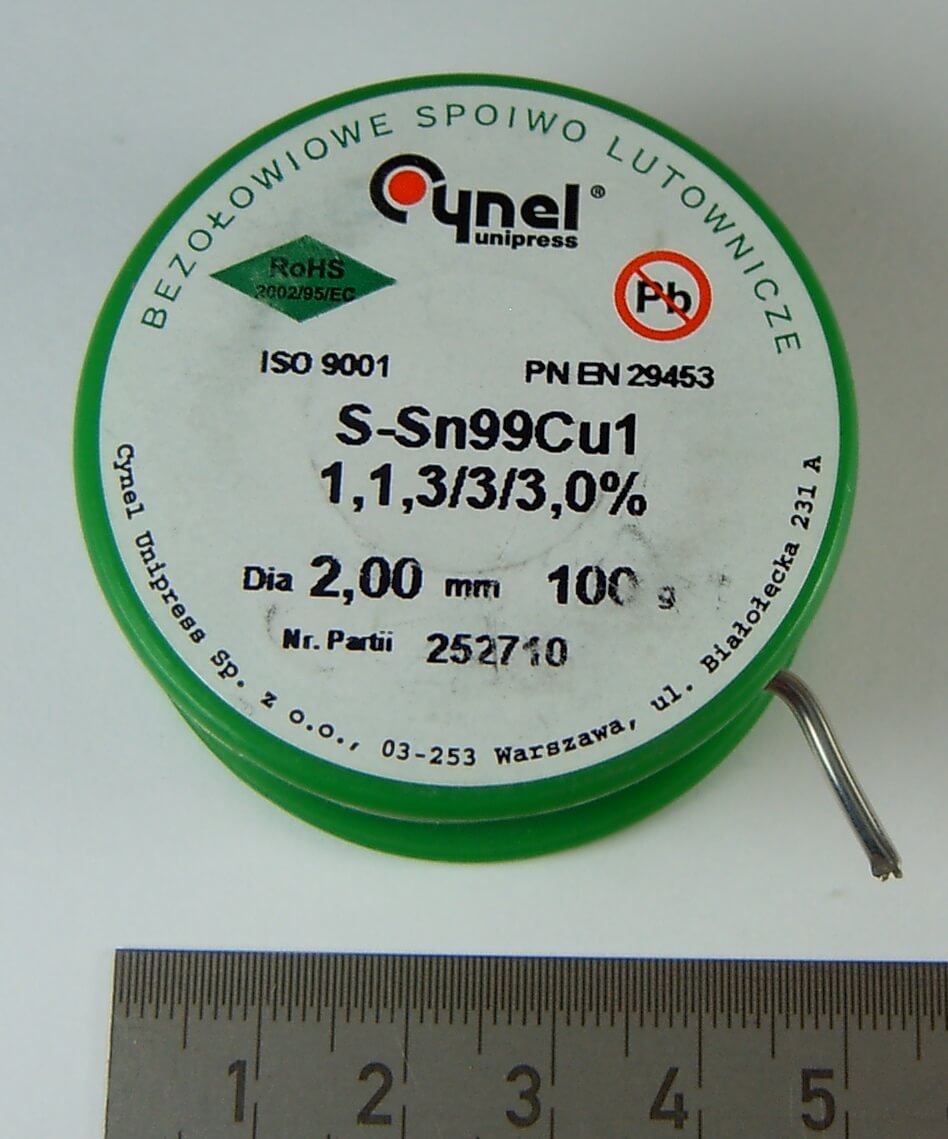 BEZOŁOWIOWE SPOIWO LUTOWNICZE
Cynel®
unipress
RoHS
2002/95/EC
Pb
ISO 9001
PN EN 29453
S-Sn99Cu1
1,1,3/3/3,0%
Dia 2,00 mm 100 g
Nr. Partii 252710
Cynel Unipress Sp. z o.o., 03-253 Warszawa, ul. Białołęcka 231 A
1 2 3 4 5